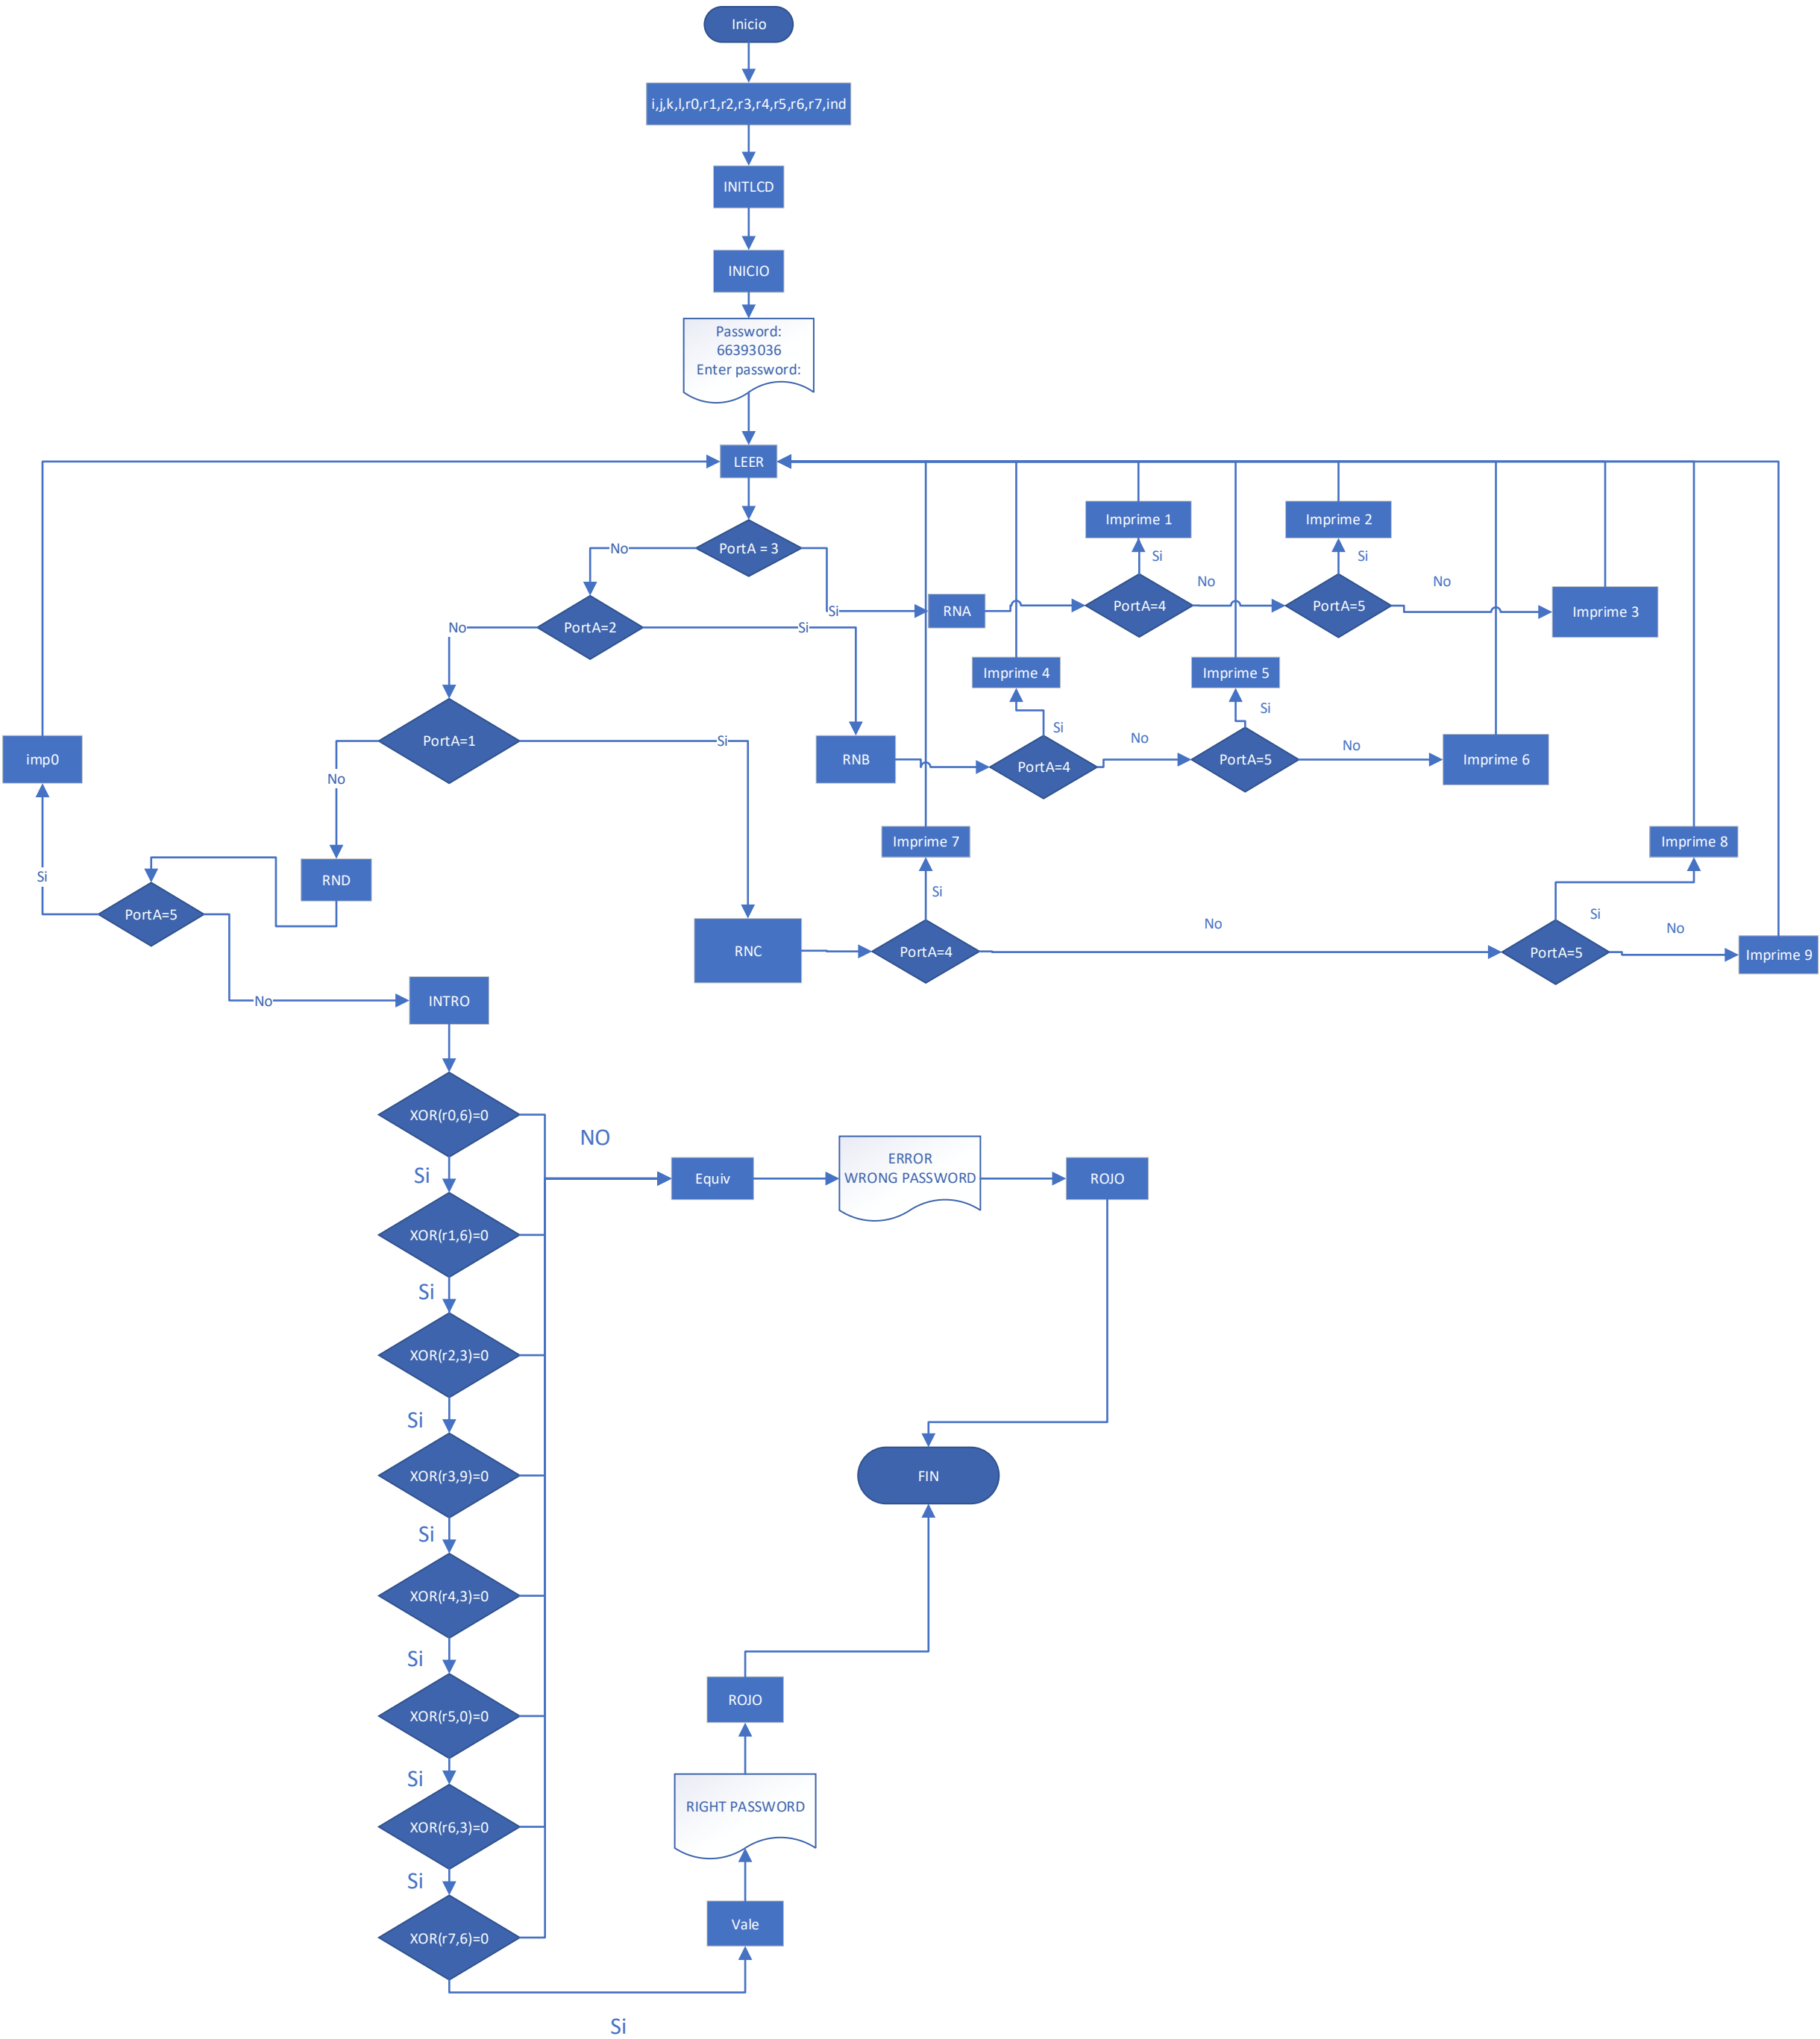 Inicio
i,j,k,l,r0,r1,r2,r3,r4,r5,r6,r7,ind
INITLCD
INICIO
Password:
66393036
Enter password:
LEER
PortA = 3
No
Si
RNA
PortA=4
Si
Imprime 1
No
PortA=5
Si
Imprime 2
No
Imprime 3
PortA=2
No
Si
RNB
PortA=4
Si
Imprime 4
No
PortA=5
Si
Imprime 5
No
Imprime 6
PortA=1
No
Si
RNC
PortA=4
Si
Imprime 7
No
PortA=5
Si
Imprime 8
No
Imprime 9
RND
PortA=5
Si
imp0
No
INTRO
XOR(r0,6)=0
NO
Si
XOR(r1,6)=0
Si
XOR(r2,3)=0
Si
XOR(r3,9)=0
Si
XOR(r4,3)=0
Si
XOR(r5,0)=0
Si
XOR(r6,3)=0
Si
XOR(r7,6)=0
Si
Equiv
ERROR
WRONG PASSWORD
ROJO
Vale
RIGHT PASSWORD
ROJO
FIN